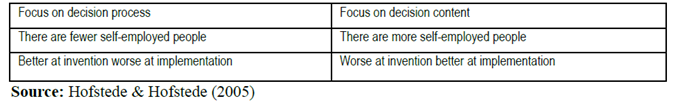 Focus on decision process Focus on decision content
There are fewer self-employed people There are more self-employed people
Better at invention worse at implementation Worse at invention better at implementation
Source: Hofstede & Hofstede (2005)